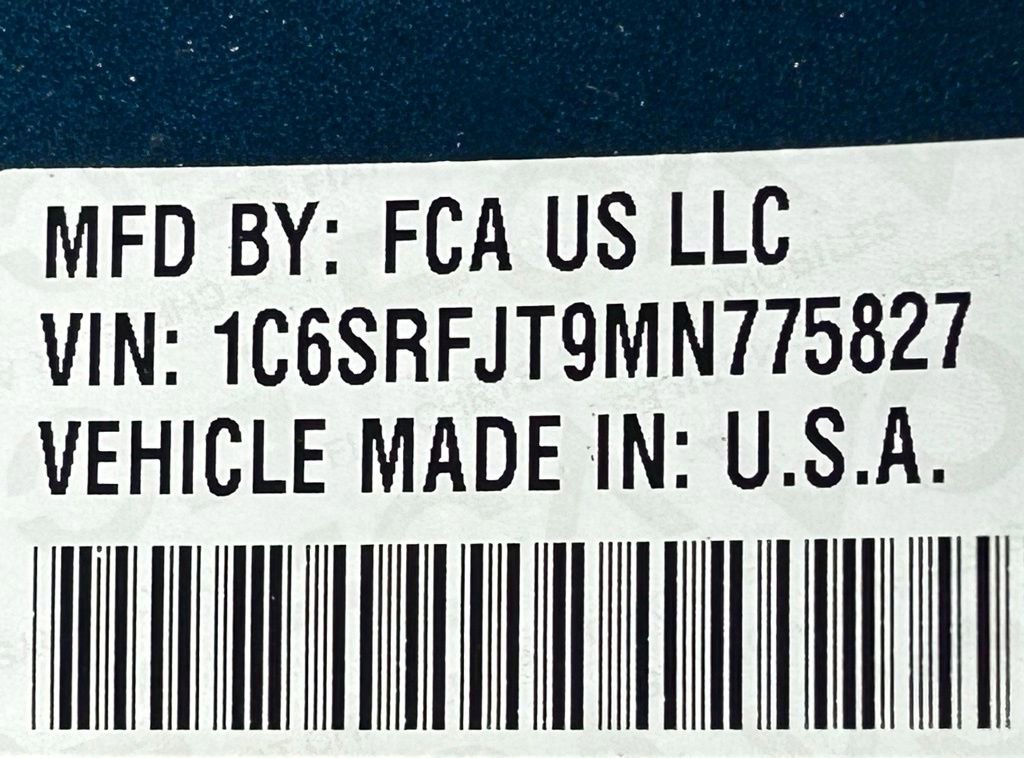 MFD BY: FCA US LLC
VIN: 1C6SRFJT9MN775827
VEHICLE MADE IN: U.S.A.